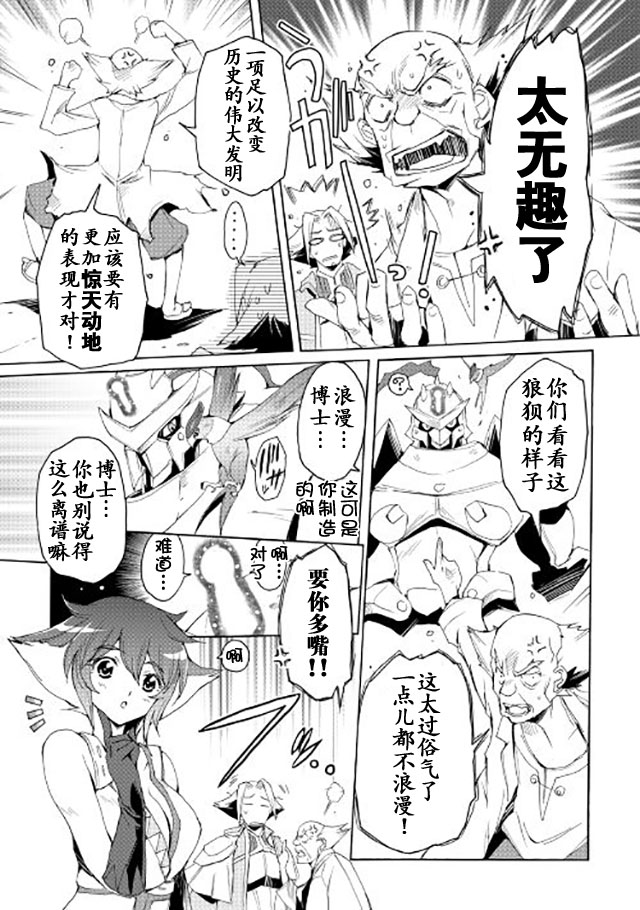 太无趣了
一项足以改变
历史的伟大发明
…
应该要有
更加惊天动地
的表现才对！
你们看看这
狼狈的样子
？
浪漫…
博士…
这可是
你制造
的啊
博士…
你也别说得
这么离谱嘛
这太过俗气了
一点儿都不浪漫！
要你多嘴!!
啊…
对了
难道…
啊